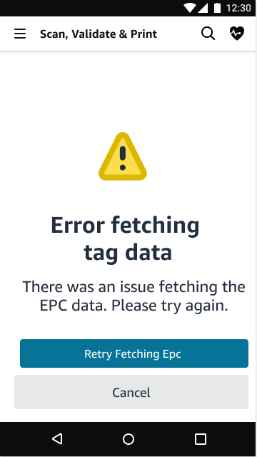 12:30
Scan, Validate & Print
Error fetching
tag data
There was an issue fetching the
EPC data. Please try again.
Retry Fetching Epc
Cancel